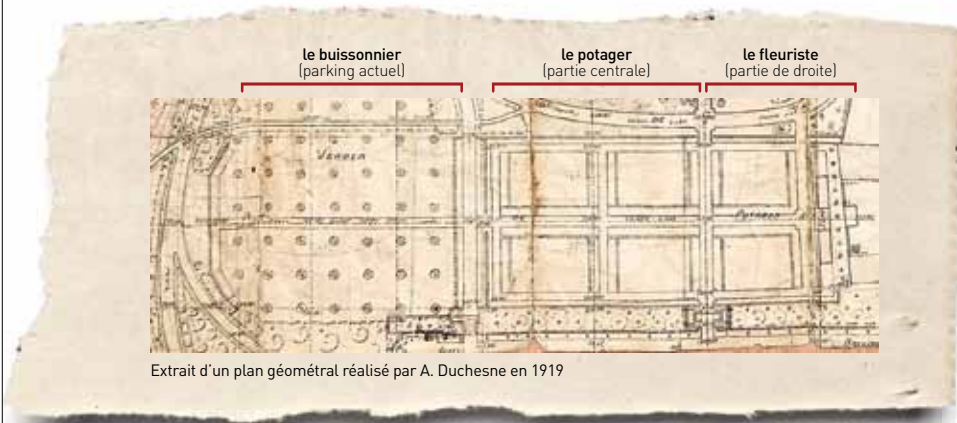 le buissonnier
(parking actuel)
le potager
(partie centrale)
le fleuriste
(partie de droite)
VERGER
POTAGER
Extrait d'un plan géométral réalisé par A. Duchesne en 1919